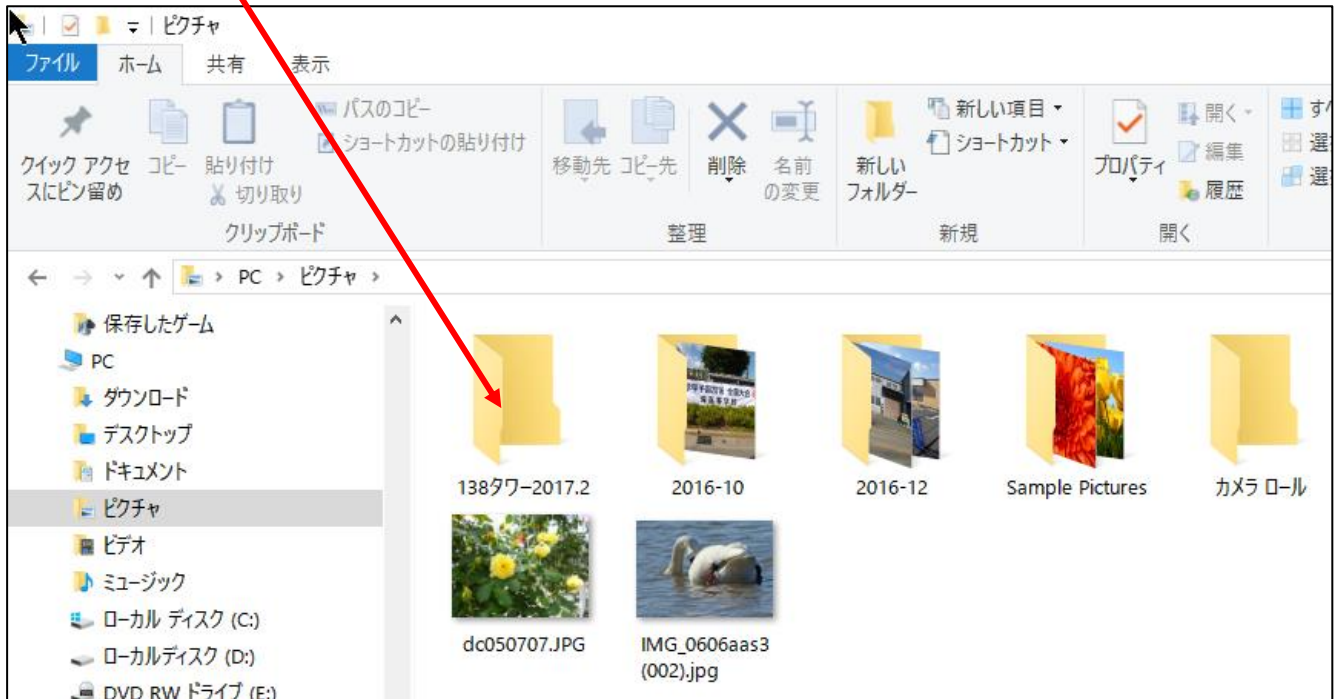 ピクチャ
ファイル ホーム 共有 表示
クイック アクセ
スにピン留め
コピー
貼り付け
パスのコピー
ショートカットの貼り付け
切り取り
クリップボード
移動先
コピー先
削除
名前
の変更
整理
新しい
フォルダー
新しい項目
ショートカット
新規
プロパティ
開く
編集
履歴
開く
選
選
PC > ピクチャ >
保存したゲーム
PC
ダウンロード
デスクトップ
ドキュメント
ピクチャ
ビデオ
ミュージック
ローカル ディスク (C:)
ローカルディスク (D:)
DVD RW ドライブ (E:)
138タワー2017.2
2016-10
2016-12
Sample Pictures
カメラ ロール
dc050707.JPG
IMG_0606aas3
(002).jpg